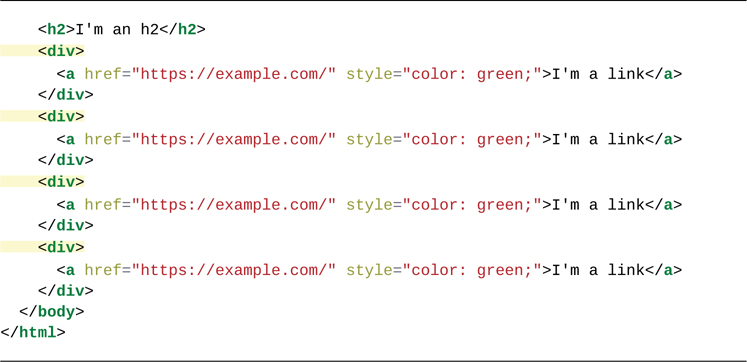 <h2>I'm an h2</h2>
    <div>
      <a href="https://example.com/" style="color: green;">I'm a link</a>
    </div>
    <div>
      <a href="https://example.com/" style="color: green;">I'm a link</a>
    </div>
    <div>
      <a href="https://example.com/" style="color: green;">I'm a link</a>
    </div>
    <div>
      <a href="https://example.com/" style="color: green;">I'm a link</a>
    </div>
  </body>
</html>